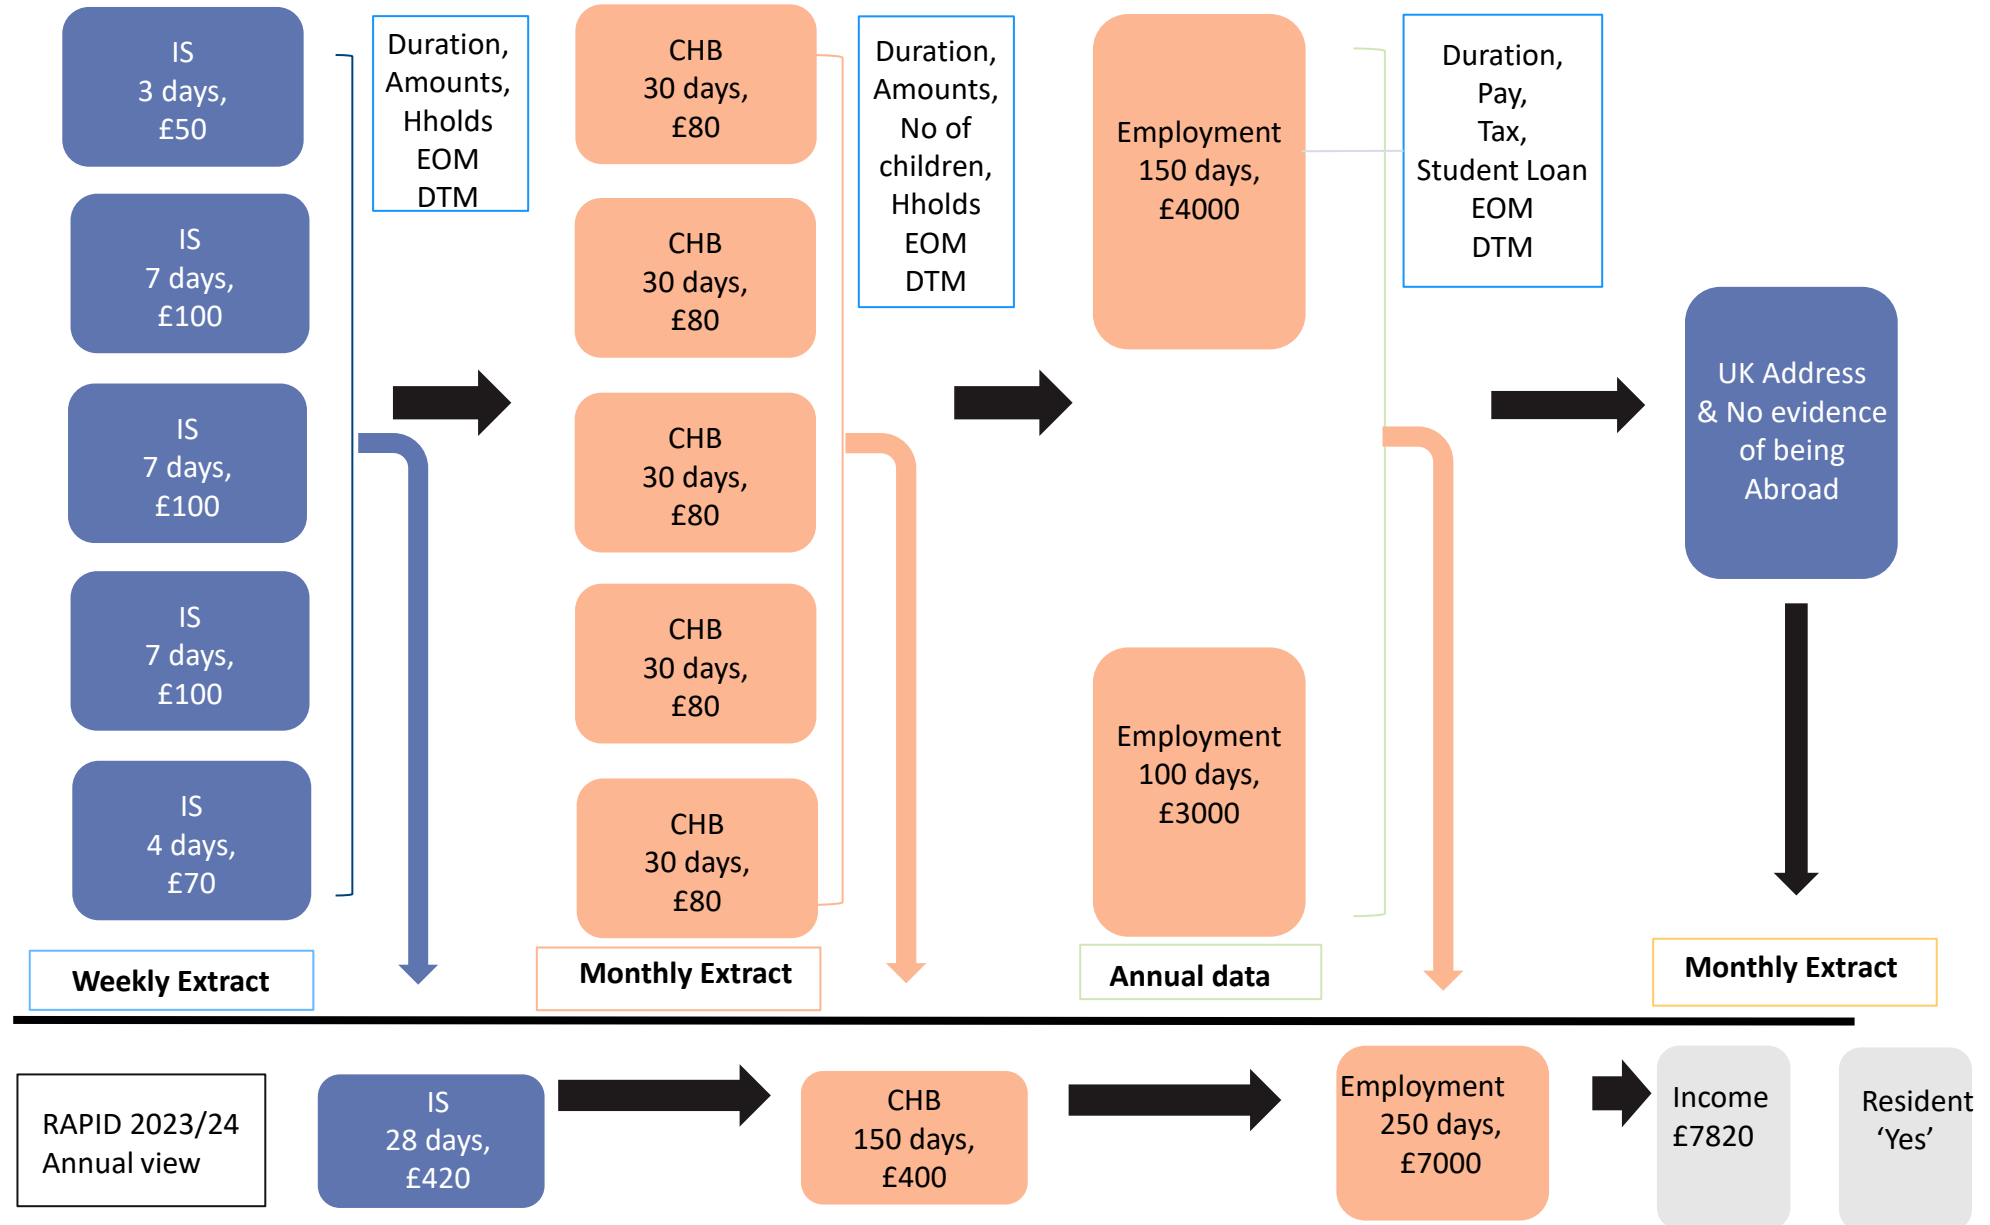 IS
3 days,
£50
IS
7 days,
£100
IS
7 days,
£100
IS
7 days,
£100
IS
4 days,
£70
Weekly Extract
Duration,
Amounts,
Hholds
EOM
DTM
CHB
30 days,
£80
CHB
30 days,
£80
CHB
30 days,
£80
CHB
30 days,
£80
CHB
30 days,
£80
Monthly Extract
Duration,
Amounts,
No of
children,
Hholds
EOM
DTM
Employment
150 days,
£4000
Employment
100 days,
£3000
Annual data
Duration,
Pay,
Tax,
Student Loan
EOM
DTM
UK Address
& No evidence
of being
Abroad
Monthly Extract
RAPID 2023/24
Annual view
IS
28 days,
£420
CHB
150 days,
£400
Employment
250 days,
£7000
Income
£7820
Resident
‘Yes’